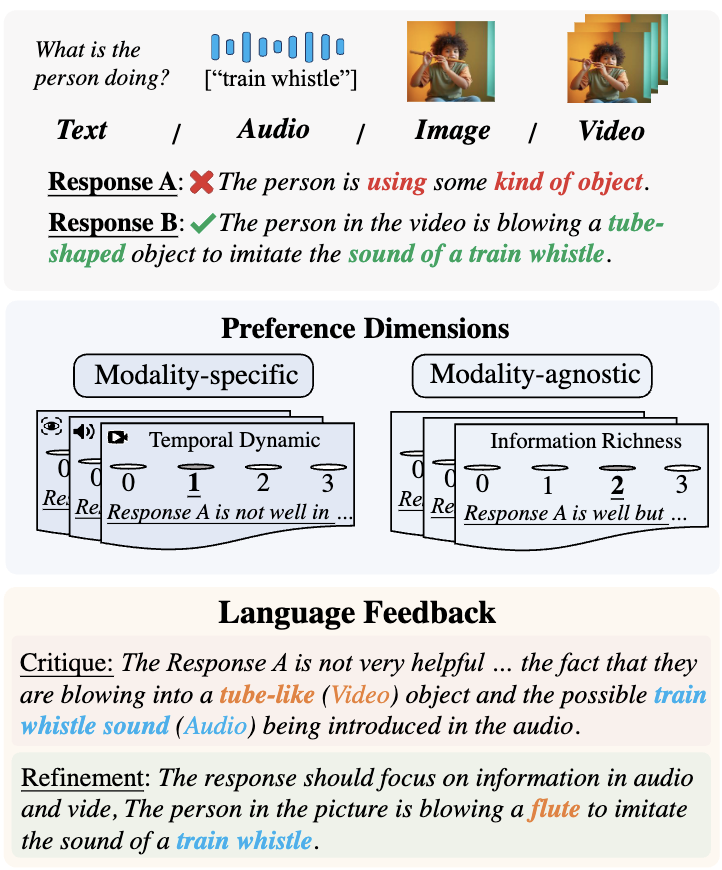 What is the
person doing?
["train whistle"]
Text / Audio / Image / Video
Response A: The person is using some kind of object.
Response B: The person in the video is blowing a tube-
shaped object to imitate the sound of a train whistle.
Preference Dimensions
Modality-specific
Modality-agnostic
Temporal Dynamic
0 1 2 3
Response A is not well in ...
0
Re
0
Re
Information Richness
0 1 2 3
Response A is well but ...
Language Feedback
Critique: The Response A is not very helpful ... the fact that they
are blowing into a tube-like (Video) object and the possible train
whistle sound (Audio) being introduced in the audio.
Refinement: The response should focus on information in audio
and vide, The person in the picture is blowing a flute to imitate
the sound of a train whistle.